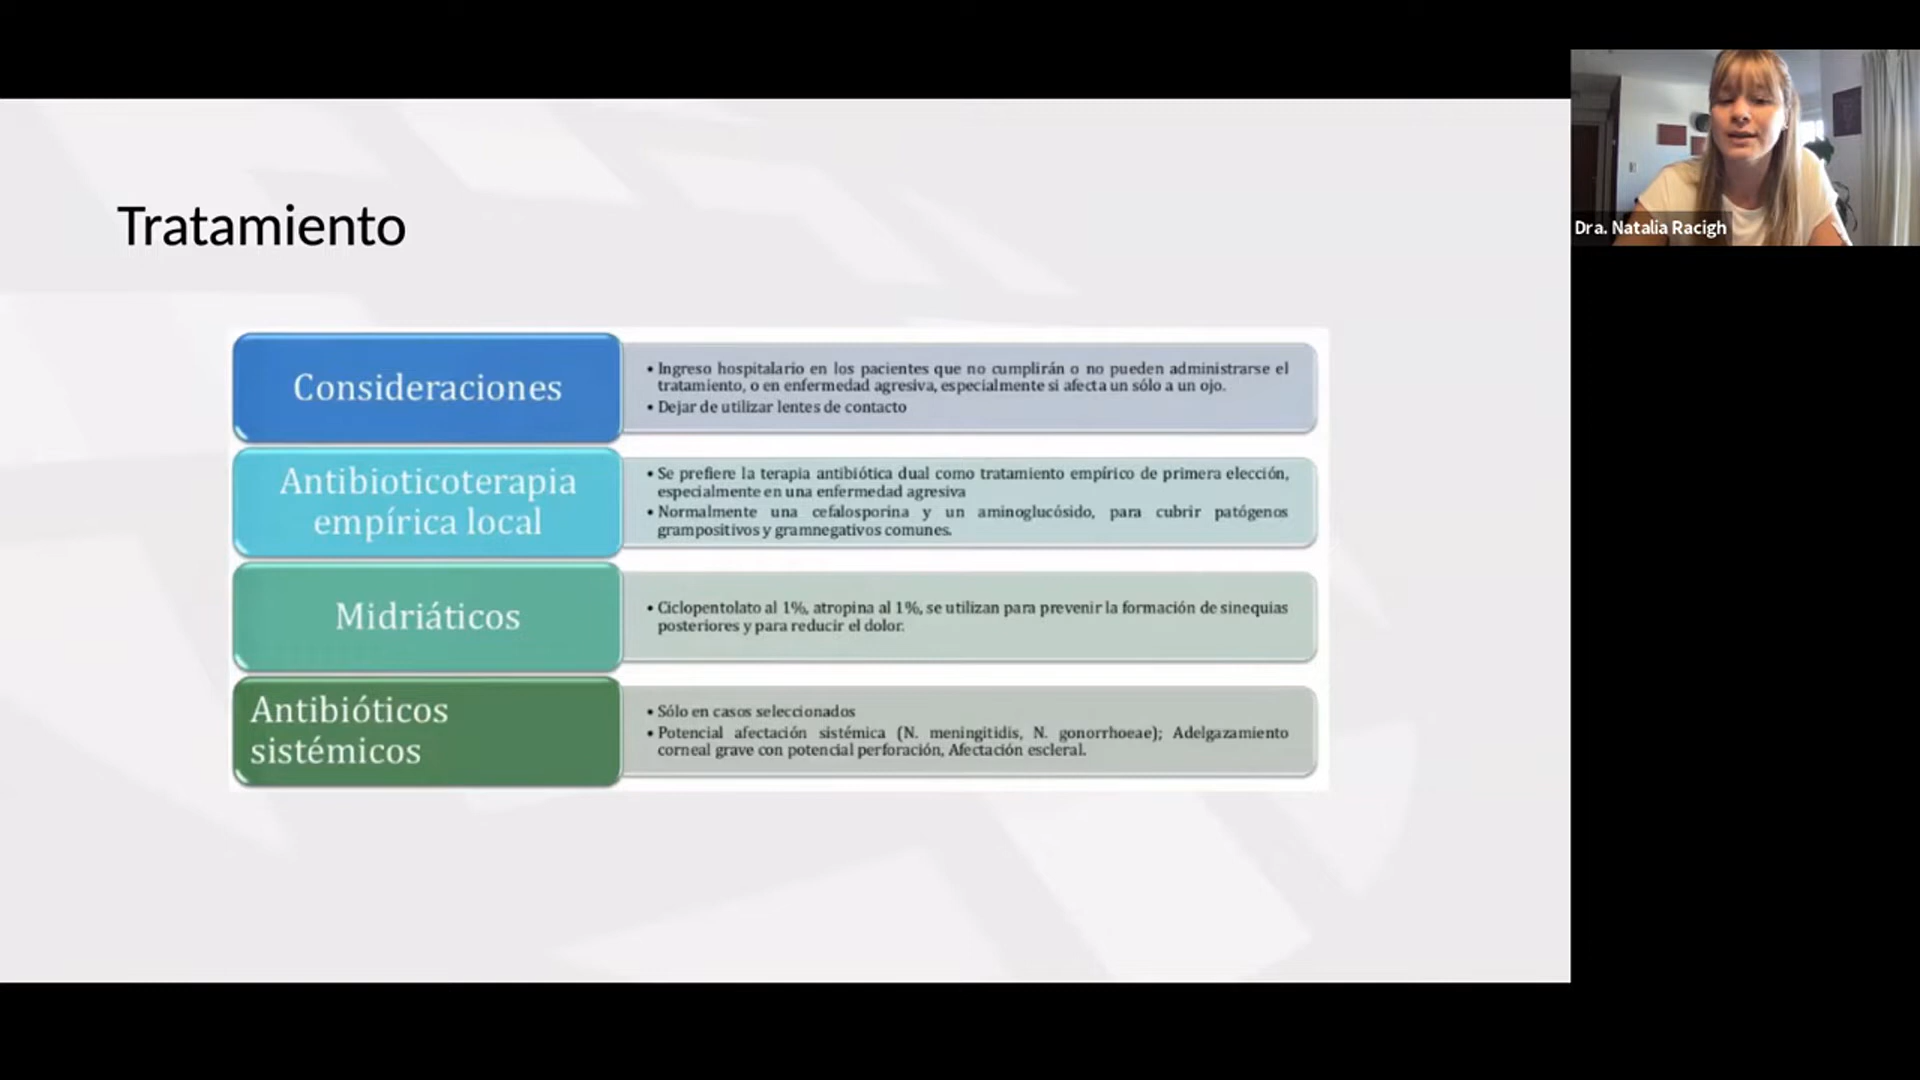 Tratamiento
Consideraciones
• Ingreso hospitalario en los pacientes que no cumplirán o no pueden administrarse el
tratamiento, o en enfermedad agresiva, especialmente si afecta un sólo a un ojo.
• Dejar de utilizar lentes de contacto
Antibioticoterapia
empírica local
• Se prefiere la terapia antibiótica dual como tratamiento empírico de primera elección,
especialmente en una enfermedad agresiva
• Normalmente una cefalosporina y un aminoglucósido, para cubrir patógenos
grampositivos y gramnegativos comunes.
Midriáticos
• Ciclopentolato al 1%, atropina al 1%, se utilizan para prevenir la formación de sinequias
posteriores y para reducir el dolor.
Antibióticos
sistémicos
• Sólo en casos seleccionados
• Potencial afectación sistémica (N. meningitidis, N. gonorrhoeae); Adelgazamiento
corneal grave con potencial perforación, Afectación escleral.
Dra. Natalia Racigh